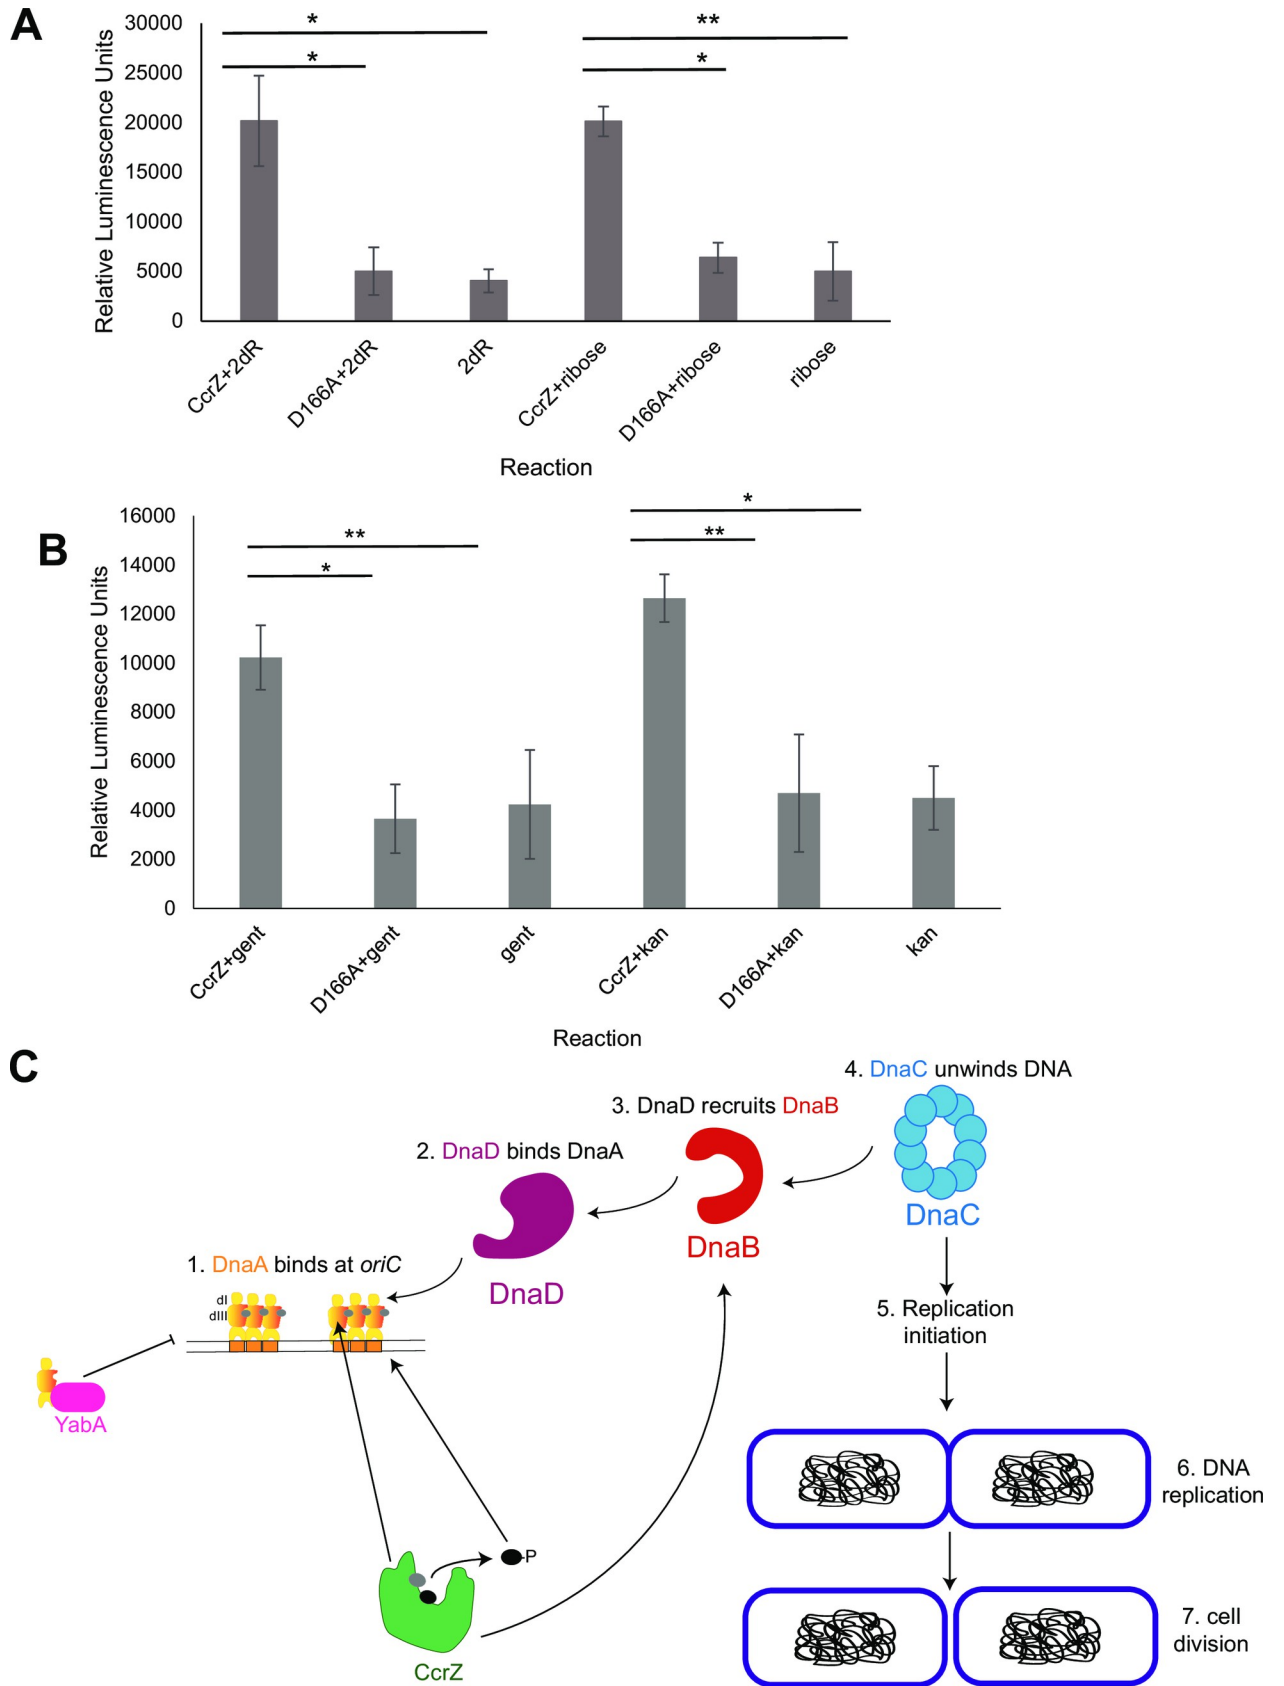 A
Relative Luminescence Units
30000
25000
20000
15000
10000
5000
0
*
*
**
*
CcrZ+2dR
D166A+2dR
2dR
CcrZ+ribose
D166A+ribose
ribose
Reaction
B
Relative Luminescence Units
16000
14000
12000
10000
8000
6000
4000
2000
0
**
*
*
**
CcrZ+gent
D166A+gent
gent
CcrZ+kan
D166A+kan
kan
Reaction
C
4. DnaC unwinds DNA
3. DnaD recruits DnaB
2. DnaD binds DnaA
DnaC
DnaB
1. DnaA binds at oriC
DnaD
dI
dIII
5. Replication
initiation
YabA
6. DNA
replication
P
7. cell
division
CcrZ